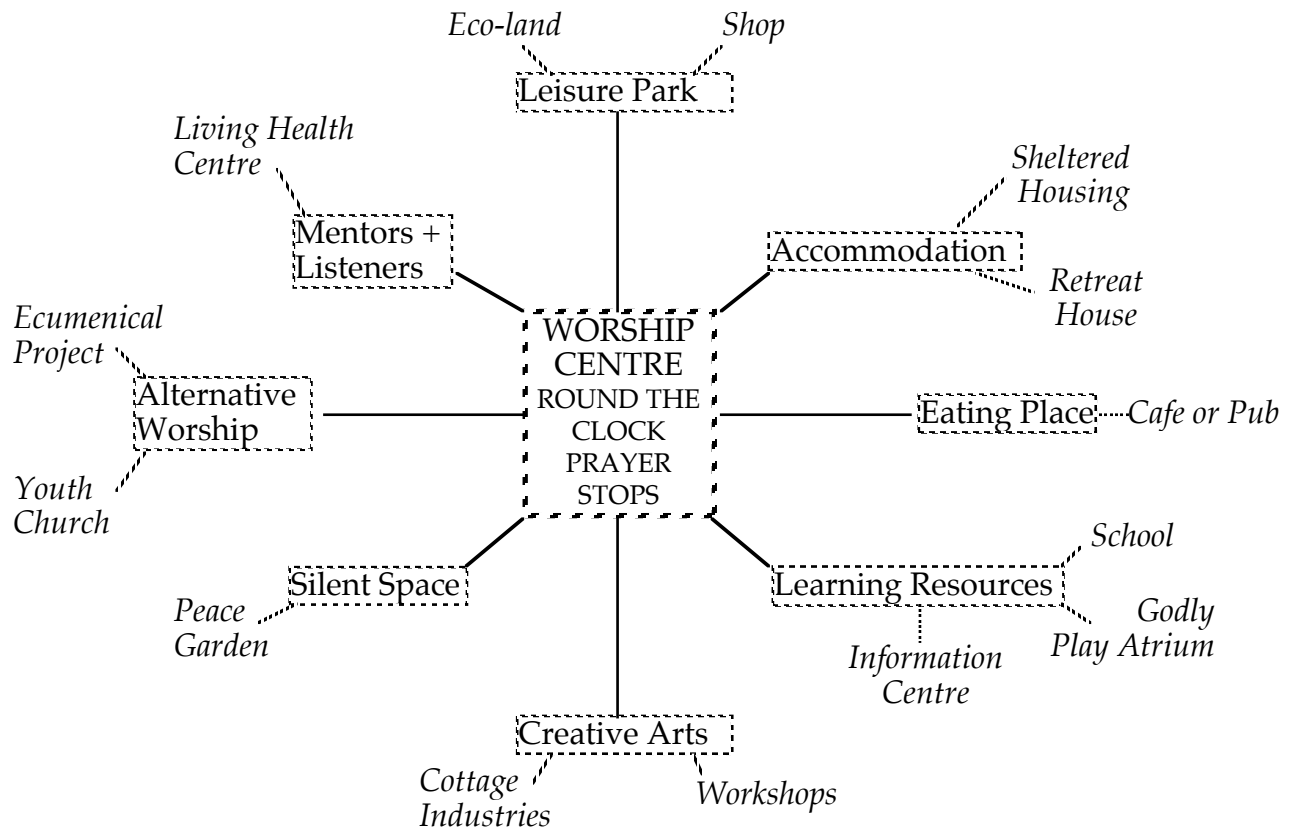 Eco-land
Shop
Leisure Park
Living Health
Centre
Mentors +
Listeners
Sheltered
Housing
Accommodation
Retreat
House
Ecumenical
Project
Alternative
Worship
Youth
Church
WORSHIP
CENTRE
ROUND THE
CLOCK
PRAYER
STOPS
Eating Place
Cafe or Pub
Silent Space
Peace
Garden
School
Learning Resources
Godly
Play Atrium
Information
Centre
Creative Arts
Cottage
Industries
Workshops